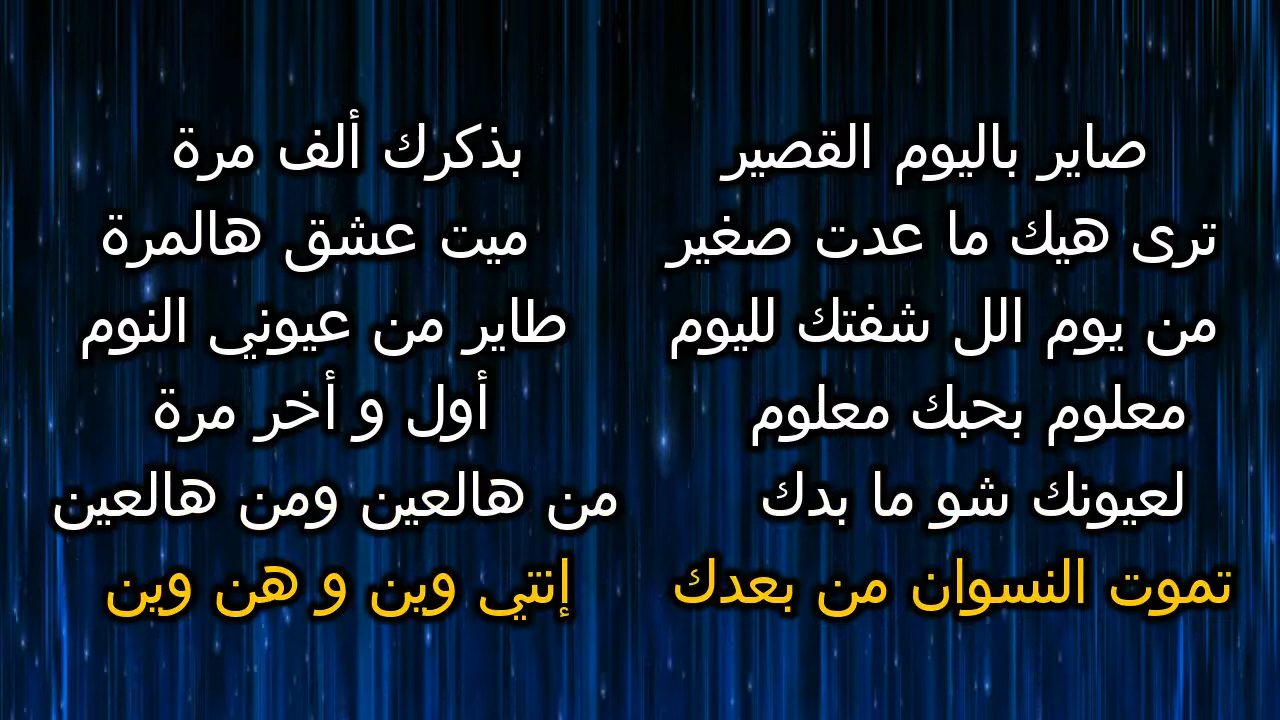 صاير باليوم القصير
بذكرك ألف مرة
ترى هيك ما عدت صغير
ميت عشق هالمرة
من يوم الل شفتك لليوم
طاير من عيوني النوم
معلوم بحبك معلوم
أول و أخر مرة
لعيونك شو ما بدك
من هالعين ومن هالعين
تموت النسوان من بعدك
إنتي وين و هن وين